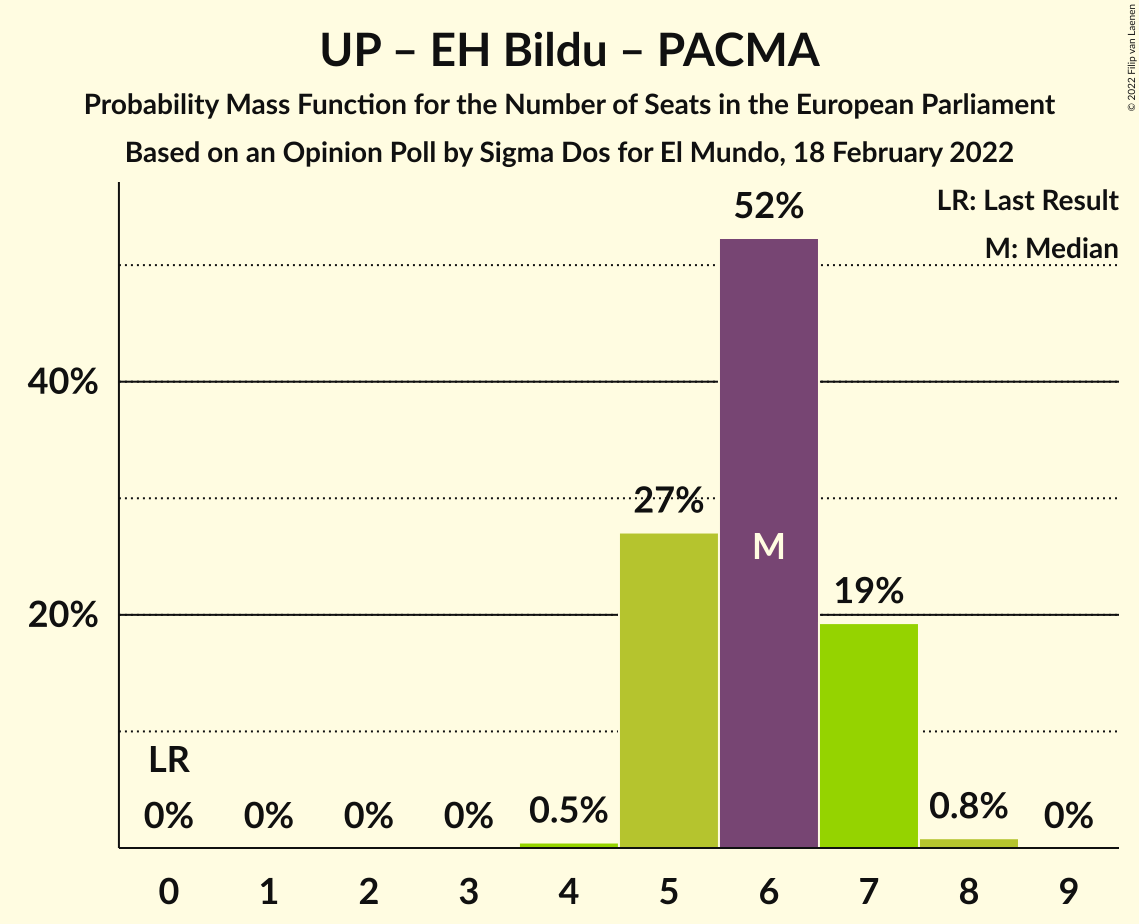 UP – EH Bildu – PACMA
Probability Mass Function for the Number of Seats in the European Parliament
Based on an Opinion Poll by Sigma Dos for El Mundo, 18 February 2022
© 2022 Filip van Laenen
LR: Last Result
M: Median
52%
40%
27%
M
19%
20%
LR
0% 0% 0% 0% 0.5% 0.8% 0%
0 1 2 3 4 5 6 7 8 9